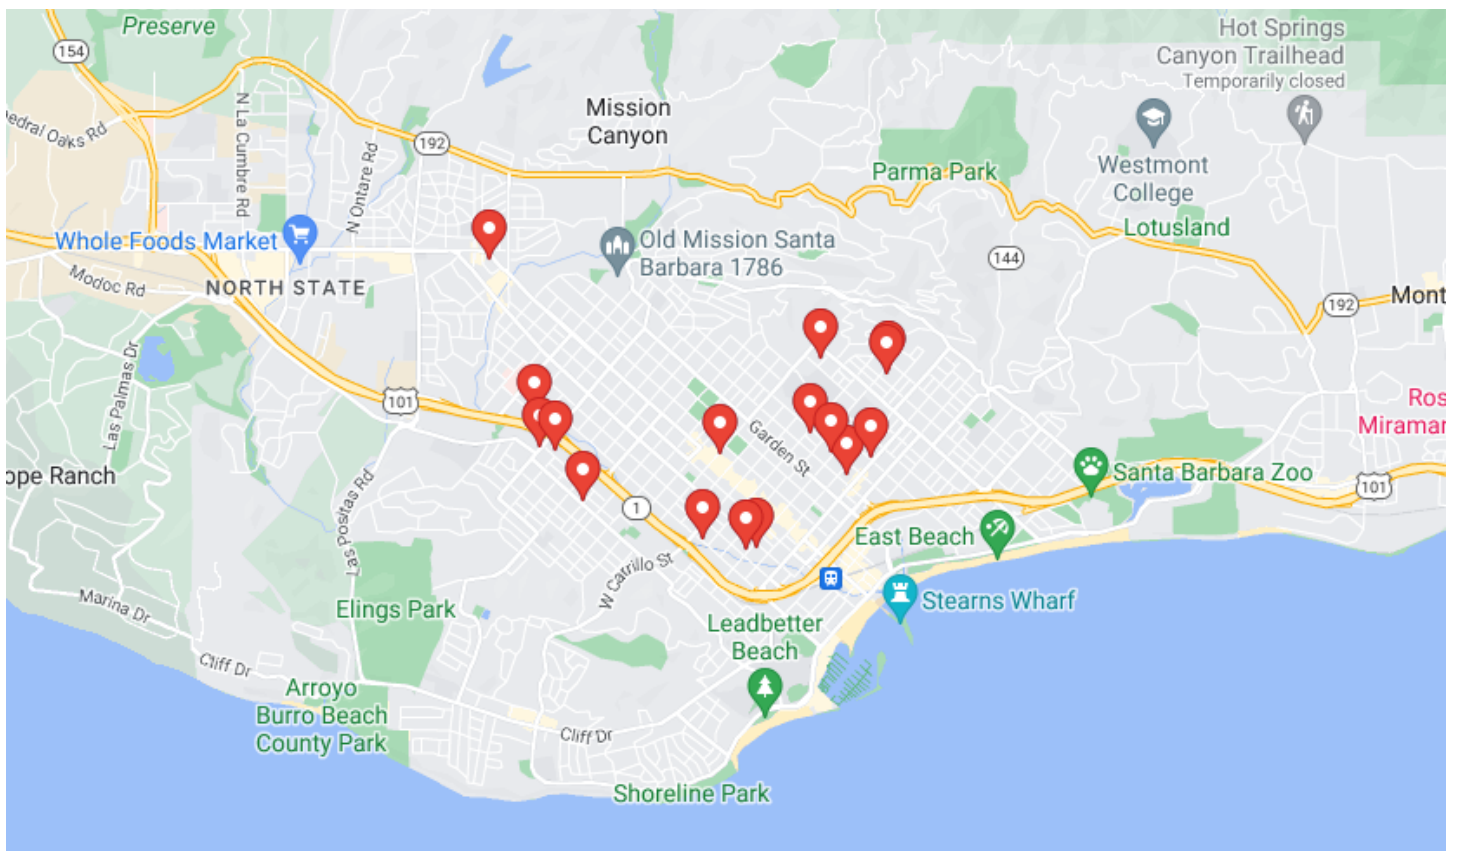 Preserve
154
Hot Springs
Canyon Trailhead
Temporarily closed
Mission
Canyon
N La Cumbre Rd
N Ontare Rd
192
Parma Park
Westmont
College
Lotusland
Whole Foods Market
Old Mission Santa
Barbara 1786
144
Modoc Rd
NORTH STATE
192
Mont
Las Palmas Dr
101
Ros
Miramar
Garden St
ope Ranch
Las Positas Rd
1
Santa Barbara Zoo
101
East Beach
W Carrillo St
Marina Dr
Elings Park
Stearns Wharf
Leadbetter
Beach
Cliff Dr
Arroyo
Burro Beach
County Park
Cliff Dr
Shoreline Park